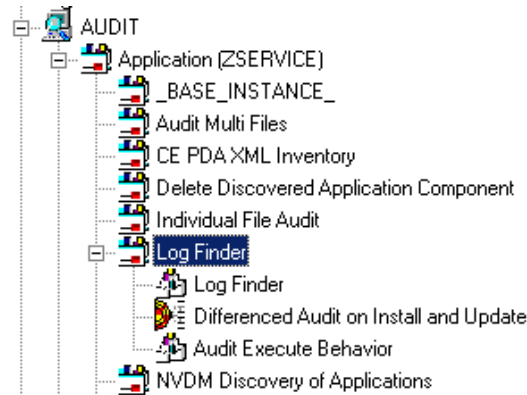 AUDIT
Application (ZSERVICE)
_BASE_INSTANCE_
Audit Multi Files
CE PDA XML Inventory
Delete Discovered Application Component
Individual File Audit
Log Finder
Log Finder
Differenced Audit on Install and Update
Audit Execute Behavior
NVDM Discovery of Applications